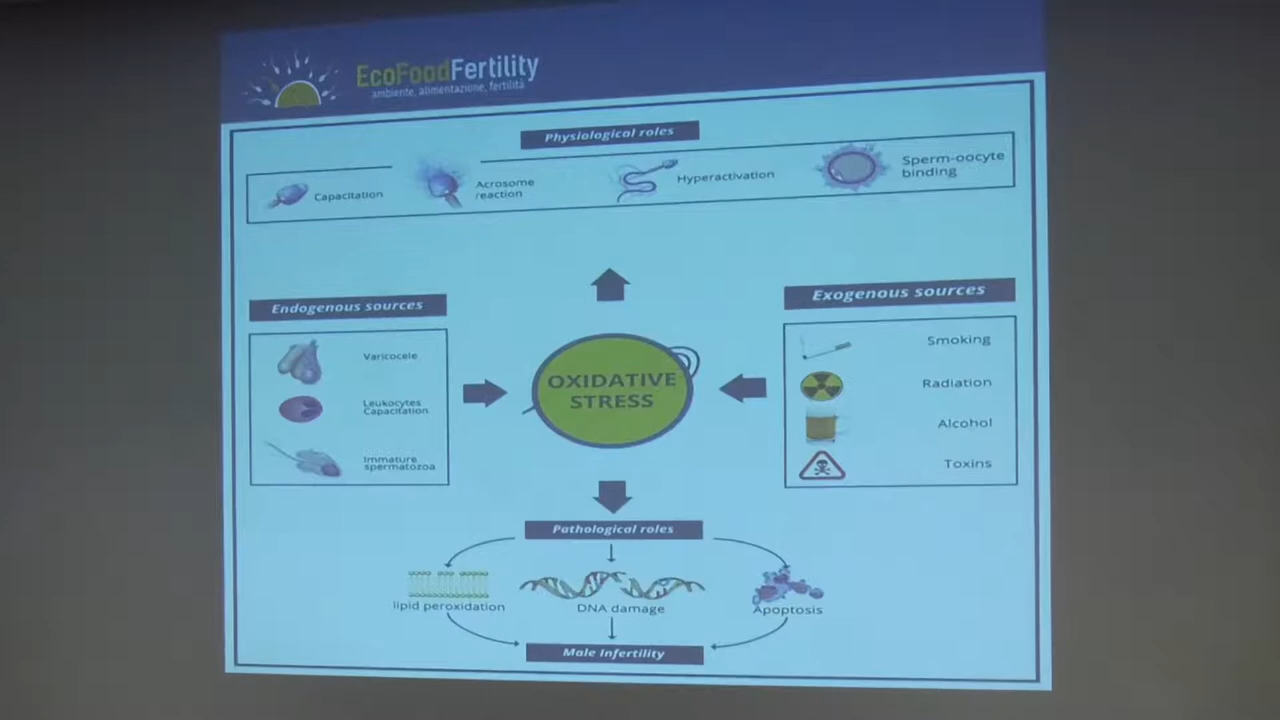 EcoFoodFertility
ambiente, alimentazione, fertilità
Physiological roles
Capacitation
Acrosome
reaction
Hyperactivation
Sperm-oocyte
binding
Endogenous sources
Varicocele
Leukocytes
Capacitation
Immature
spermatozoa
OXIDATIVE
STRESS
Exogenous sources
Smoking
Radiation
Alcohol
Toxins
Pathological roles
lipid peroxidation
DNA damage
Apoptosis
Male Infertility